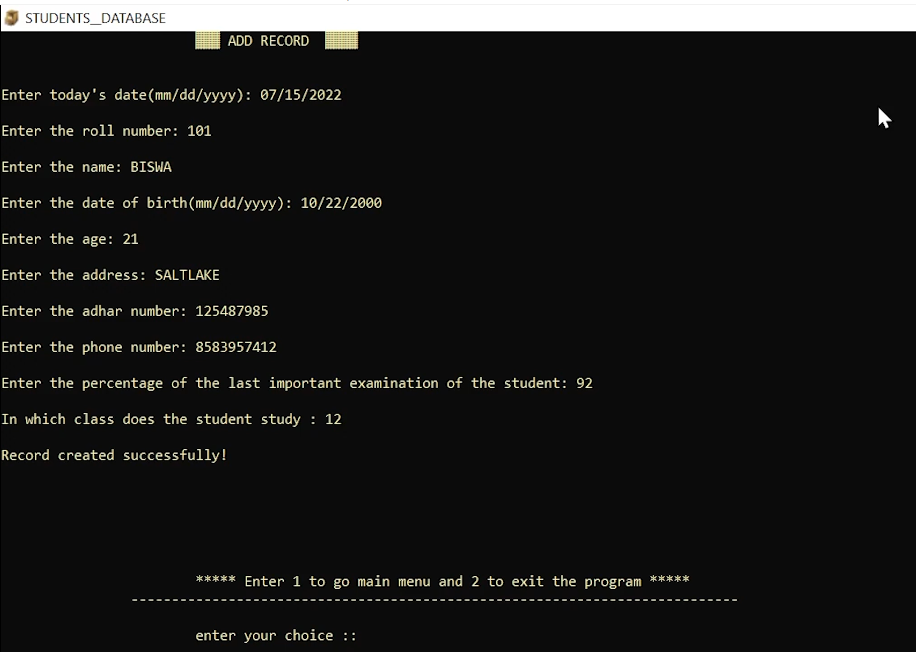 STUDENTS__DATABASE
ADD RECORD
Enter today's date(mm/dd/yyyy): 07/15/2022
Enter the roll number: 101
Enter the name: BISWA
Enter the date of birth(mm/dd/yyyy): 10/22/2000
Enter the age: 21
Enter the address: SALTLAKE
Enter the adhar number: 125487985
Enter the phone number: 8583957412
Enter the percentage of the last important examination of the student: 92
In which class does the student study : 12
Record created successfully!
***** Enter 1 to go main menu and 2 to exit the program *****
---------------------------------------------------------------------------
enter your choice ::